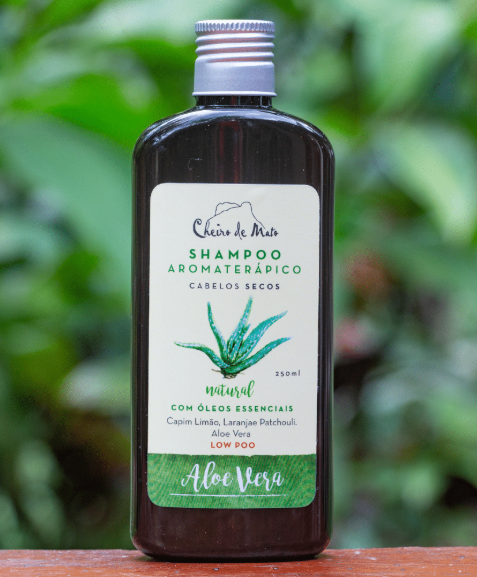 Cheiro de Mato
SHAMPOO
AROMATERÁPICO
CABELOS SECOS
250ml
natural
COM ÓLEOS ESSENCIAIS
Capim Limão, Laranjae Patchouli.
Aloe Vera
LOW POO
Aloe Vera